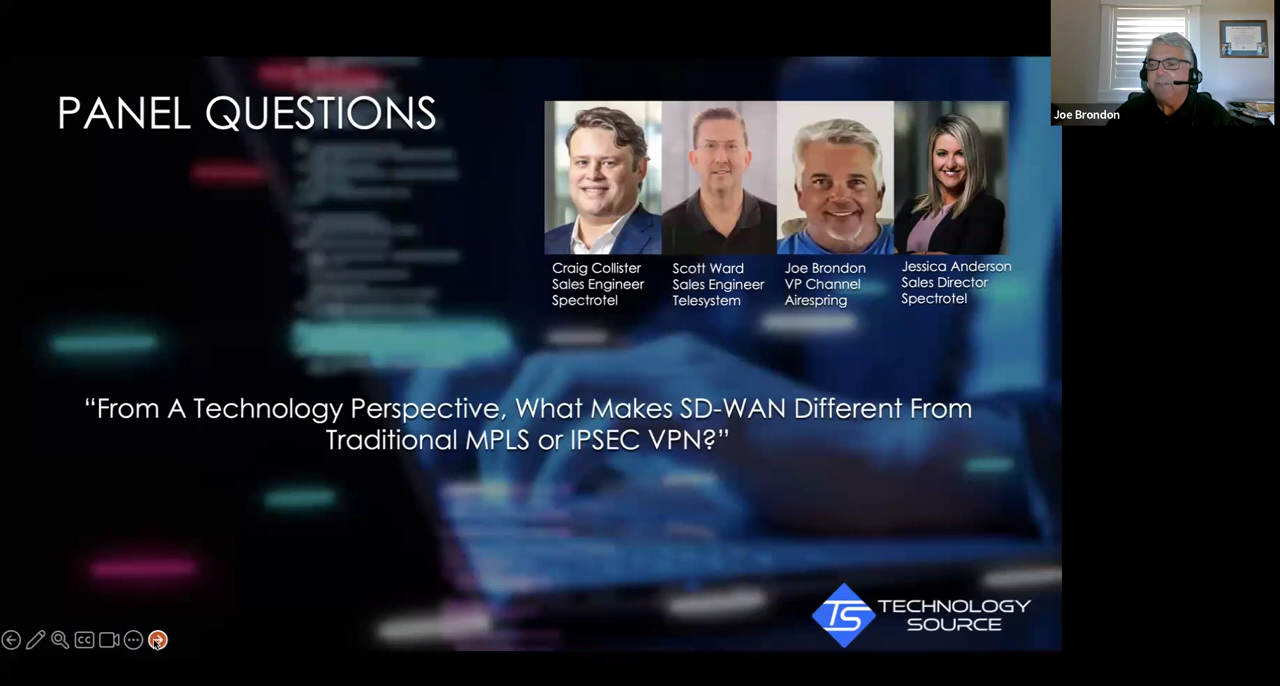 PANEL QUESTIONS
Joe Brondon
Craig Collister
Sales Engineer
Spectrotel
Scott Ward
Sales Engineer
Telesystem
Joe Brondon
VP Channel
Airespring
Jessica Anderson
Sales Director
Spectrotel
“From A Technology Perspective, What Makes SD-WAN Different From
Traditional MPLS or IPSEC VPN?”
TS
TECHNOLOGY
SOURCE
CC